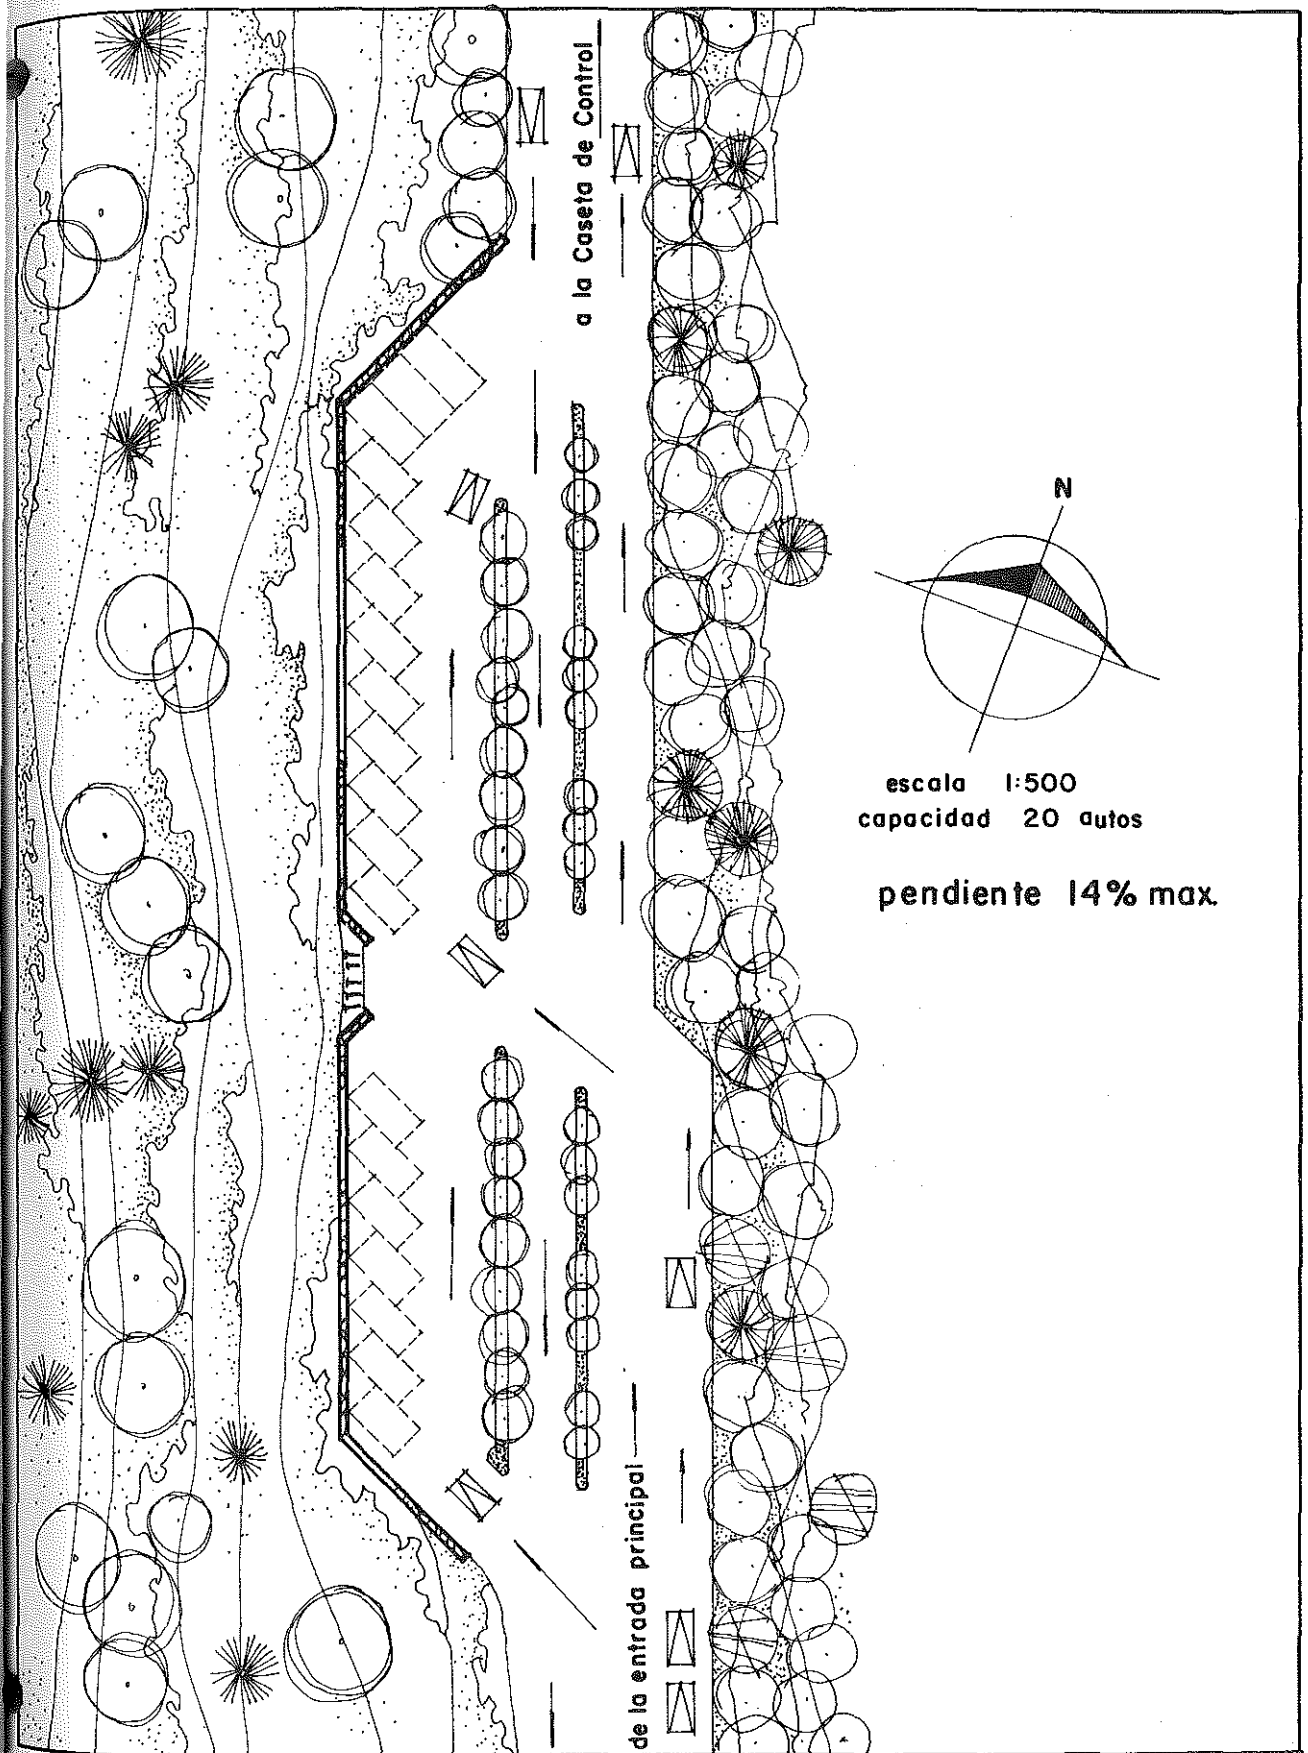 a la Caseta de Control
N
escala 1:500
capacidad 20 autos
pendiente 14% max.
de la entrada principal